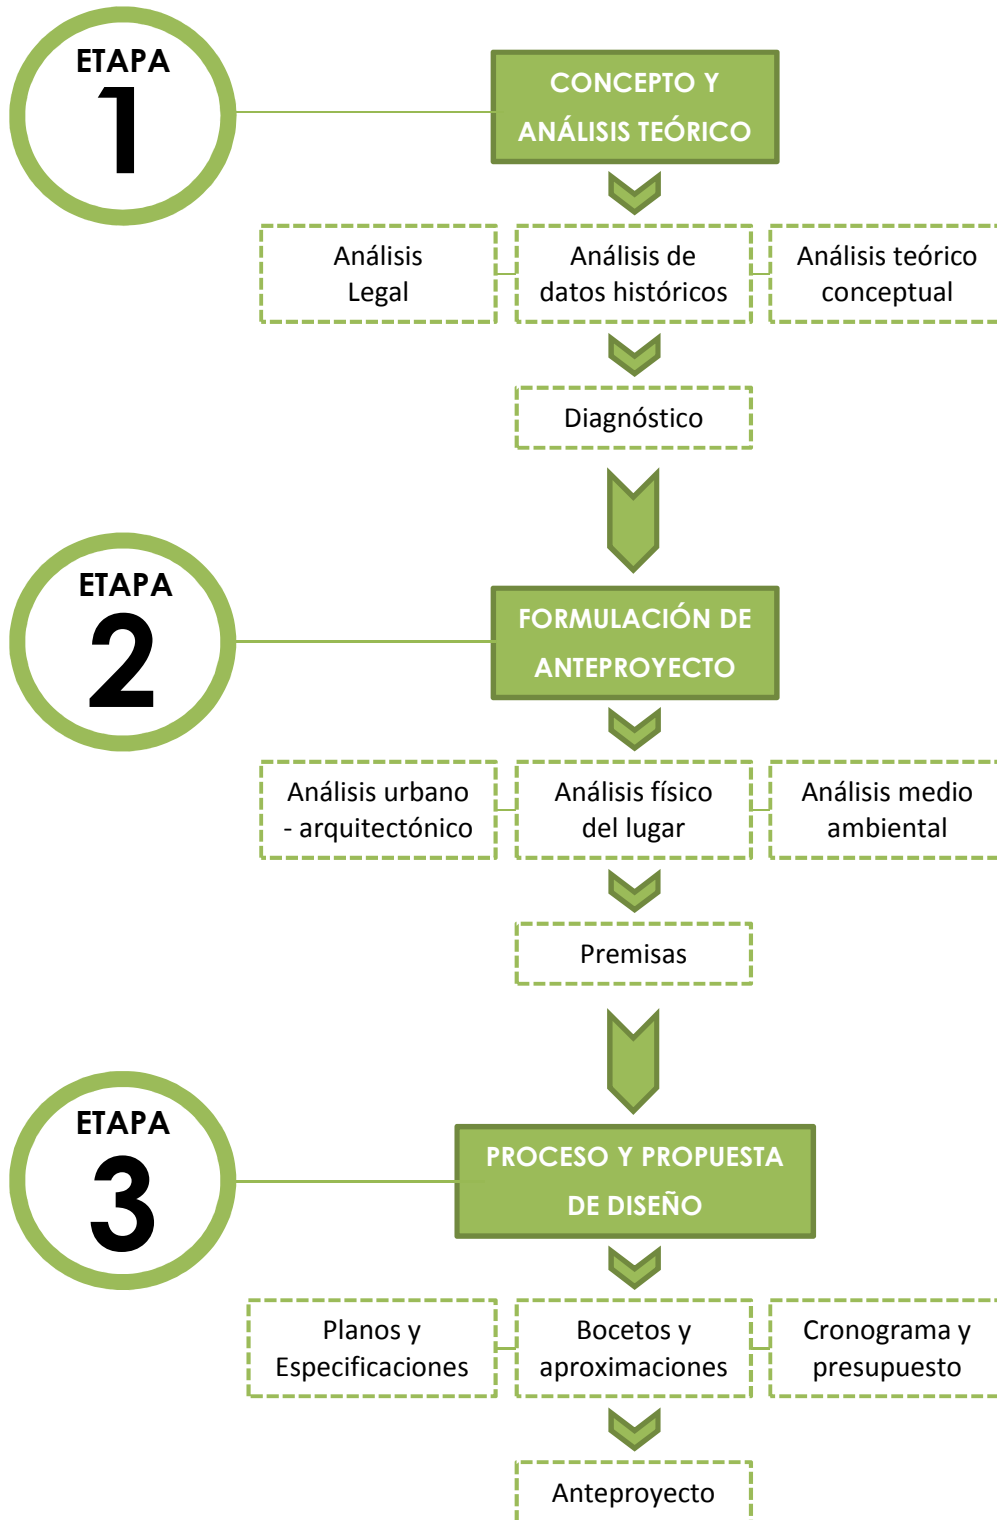 ETAPA
1
CONCEPTO Y
ANÁLISIS TEÓRICO
Análisis
Legal
Análisis de
datos históricos
Análisis teórico
conceptual
Diagnóstico
ETAPA
2
FORMULACIÓN DE
ANTEPROYECTO
Análisis urbano
- arquitectónico
Análisis físico
del lugar
Análisis medio
ambiental
Premisas
ETAPA
3
PROCESO Y PROPUESTA
DE DISEÑO
Planos y
Especificaciones
Bocetos y
aproximaciones
Cronograma y
presupuesto
Anteproyecto